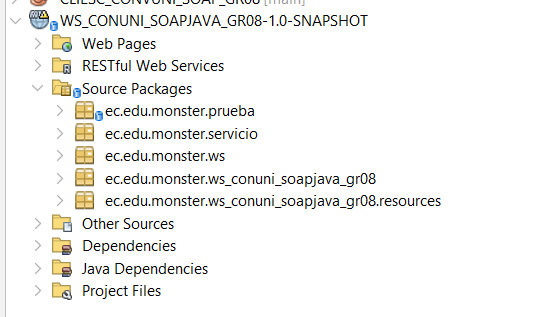 CLIESC_CONVUNI_SOAP_GR08 [main]
WS_CONUNI_SOAPJAVA_GR08-1.0-SNAPSHOT
Web Pages
RESTful Web Services
Source Packages
ec.edu.monster.prueba
ec.edu.monster.servicio
ec.edu.monster.ws
ec.edu.monster.ws_conuni_soapjava_gr08
ec.edu.monster.ws_conuni_soapjava_gr08.resources
Other Sources
Dependencies
Java Dependencies
Project Files